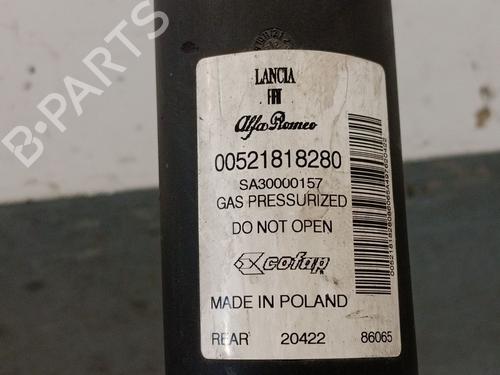 B-PARTS
LANCIA
FIAT
Alfa Romeo
00521818280
SA30000157
GAS PRESSURIZED
DO NOT OPEN
cofap
MADE IN POLAND
REAR 20422 86065